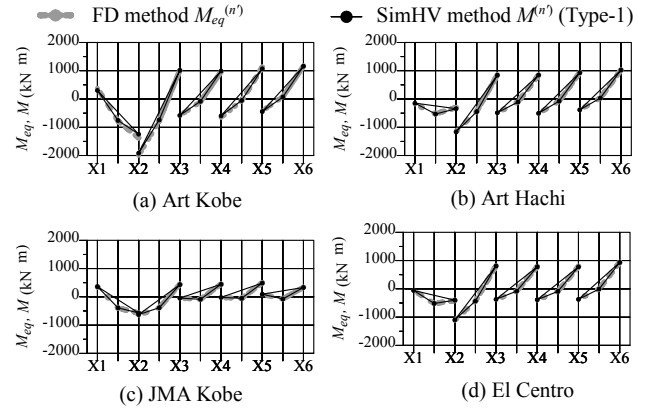 FD method M_eq^(n') SimHV method M^(n') (Type-1)
M_eq, M (kN m)
2000
1000
0
-1000
-2000
X1 X2 X3 X4 X5 X6
(a) Art Kobe
M_eq, M (kN m)
2000
1000
0
-1000
-2000
X1 X2 X3 X4 X5 X6
(b) Art Hachi
M_eq, M (kN m)
2000
1000
0
-1000
-2000
X1 X2 X3 X4 X5 X6
(c) JMA Kobe
M_eq, M (kN m)
2000
1000
0
-1000
-2000
X1 X2 X3 X4 X5 X6
(d) El Centro